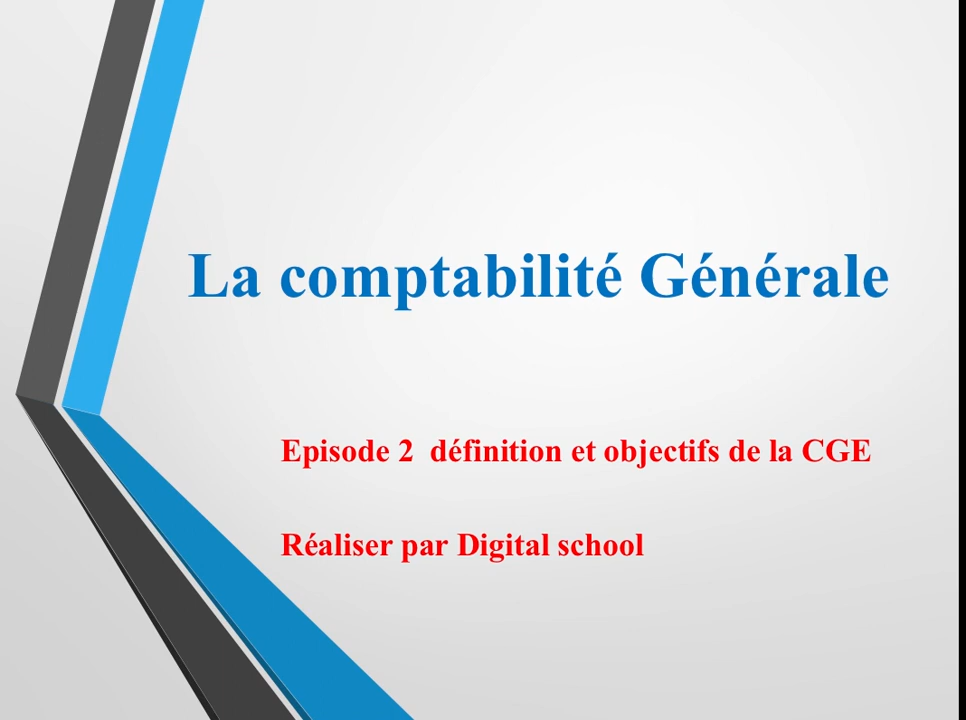 La comptabilité Générale
Episode 2 définition et objectifs de la CGE
Réaliser par Digital school